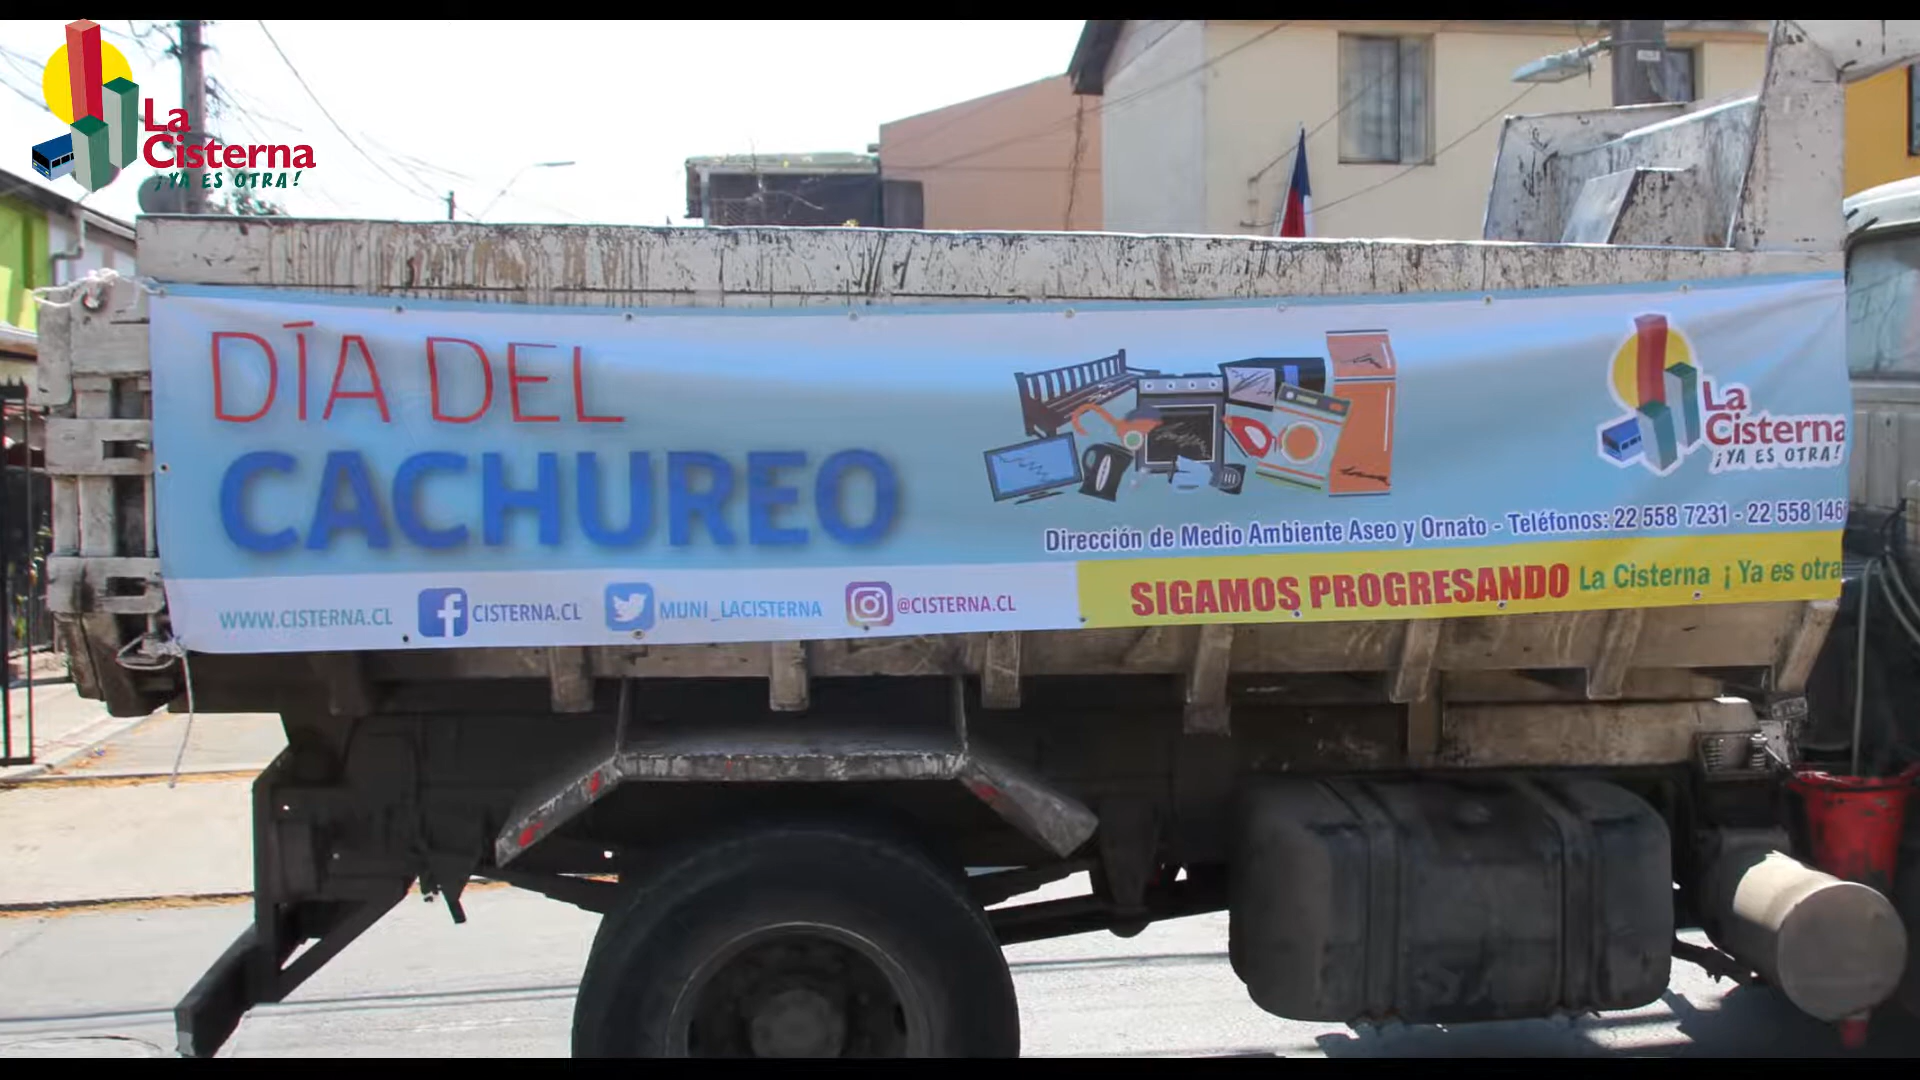 La
Cisterna
¡YA ES OTRA!
DÍA DEL
CACHUREO
La
Cisterna
¡YA ES OTRA!
Dirección de Medio Ambiente Aseo y Ornato - Teléfonos: 22 558 7231 - 22 558 146
WWW.CISTERNA.CL CISTERNA.CL MUNI_LACISTERNA @CISTERNA.CL
SIGAMOS PROGRESANDO La Cisterna ¡ Ya es otra